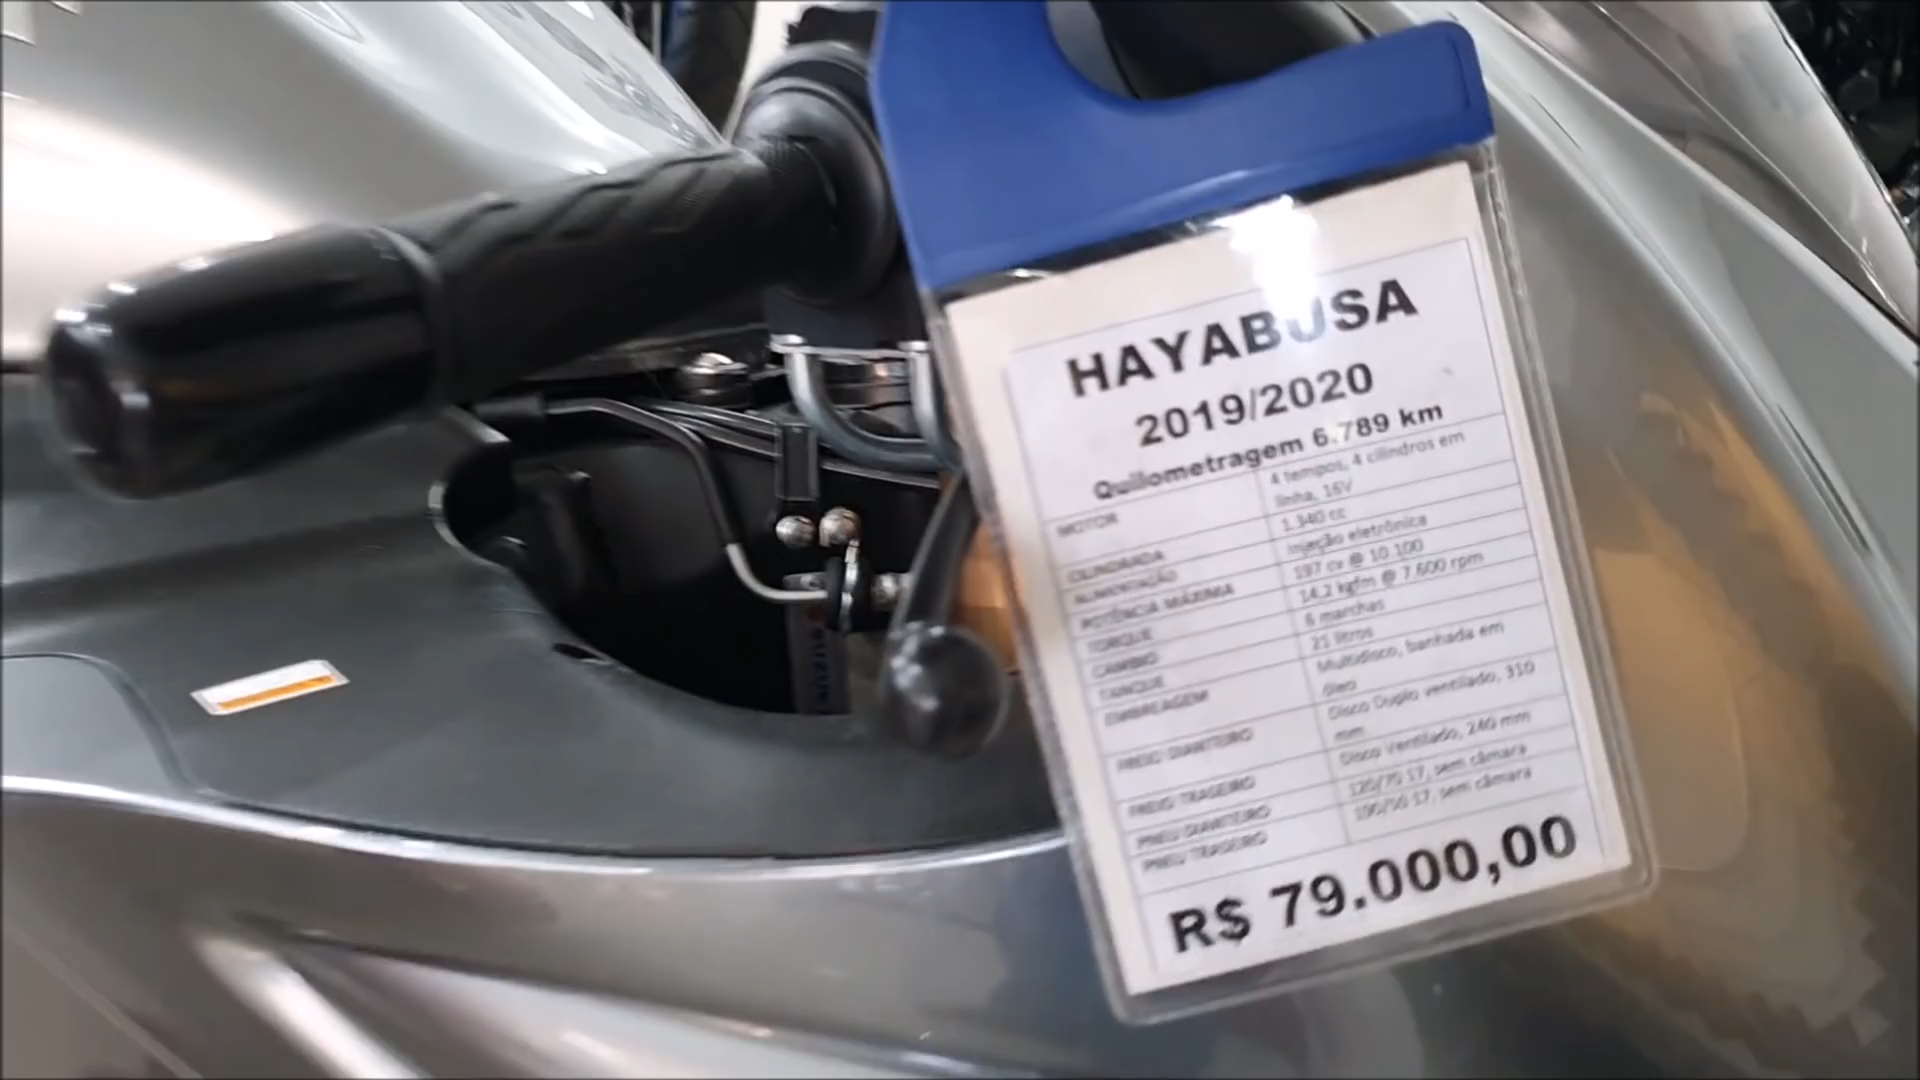 HAYABUSA
2019/2020
Quilometragem 6.789 km
MOTOR 4 tempos, 4 cilindros em
linha, 16V
CILINDRADA 1.340 cc
ALIMENTAÇÃO Injeção eletrônica
POTÊNCIA MÁXIMA 197 cv @ 10.100
TORQUE 14,2 kgfm @ 7.600 rpm
CAMBIO 6 marchas
TANQUE 21 litros
EMBREAGEM Multidisco, banhada em
óleo
FREIO DIANTEIRO Disco Duplo ventilado, 310
mm
FREIO TRASEIRO Disco ventilado, 240 mm
PNEU DIANTEIRO 120/70 17, sem câmara
PNEU TRASEIRO 190/50 17, sem câmara
R$ 79.000,00
SUZUKI